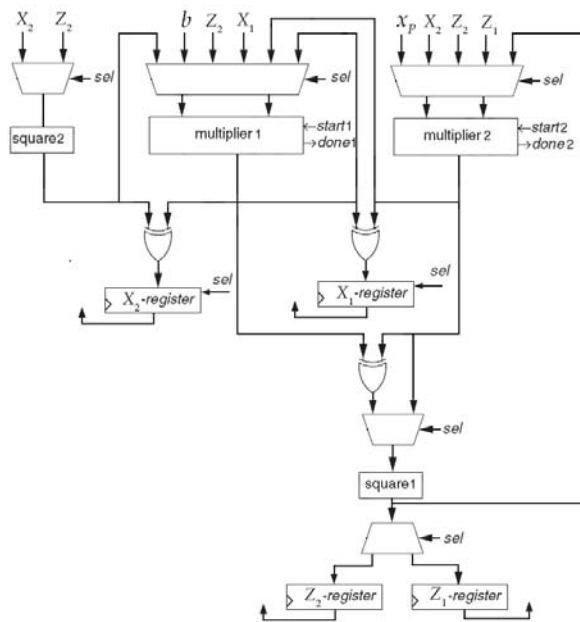 X₂ Z₂ b Z₂ X₁ x_p X₂ Z₂ Z₁
sel sel sel
square2 multiplier 1 start1 multiplier 2 start2
done1 done2
sel sel
X₂-register X₁-register
sel
square1
sel
Z₂-register Z₁-register